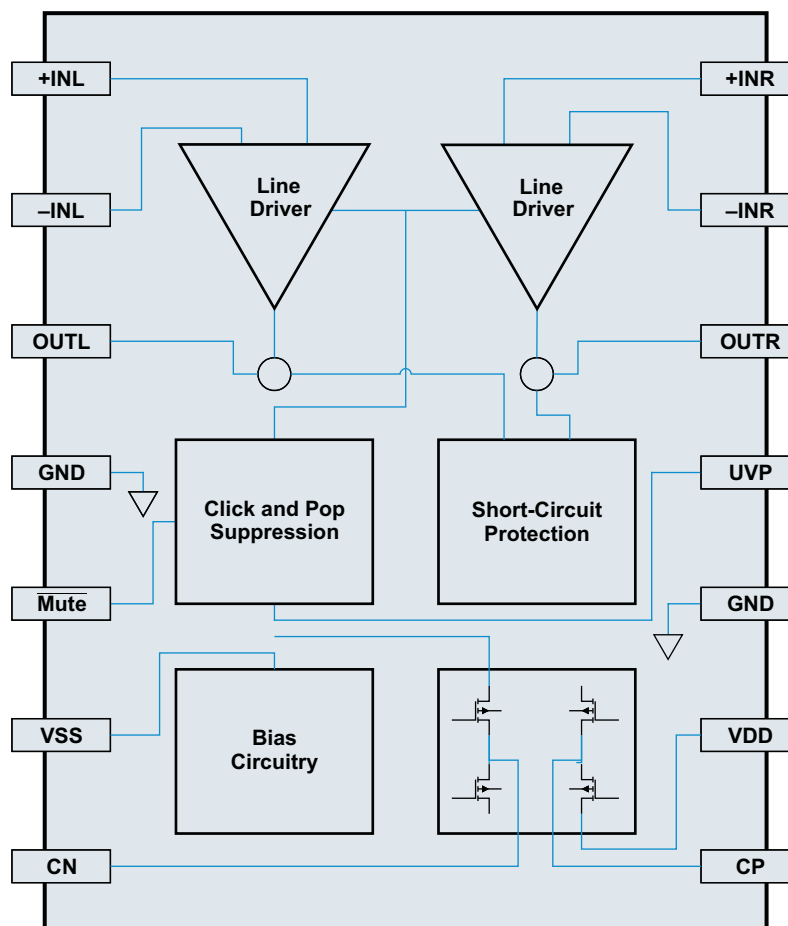 +INL
+INR
–INL
Line
Driver
Line
Driver
–INR
OUTL
OUTR
GND
Click and Pop
Suppression
Short-Circuit
Protection
UVP
Mute
GND
VSS
Bias
Circuitry
VDD
CN
CP